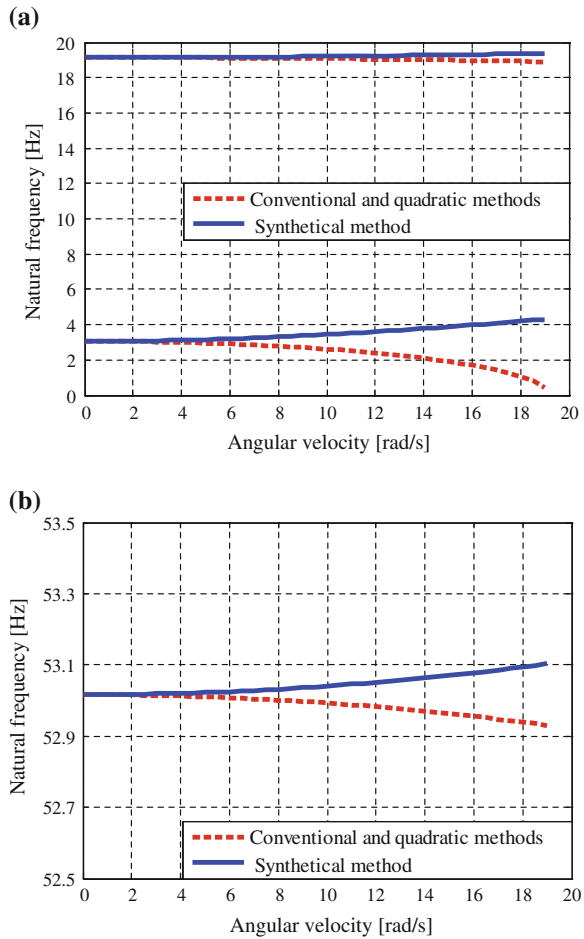 (a)
20
18
16
14
12
10
8
6
4
2
0
Natural frequency [Hz]
Conventional and quadratic methods
Synthetical method
0 2 4 6 8 10 12 14 16 18 20
Angular velocity [rad/s]
(b)
53.5
53.3
53.1
52.9
52.7
52.5
Natural frequency [Hz]
Conventional and quadratic methods
Synthetical method
0 2 4 6 8 10 12 14 16 18 20
Angular velocity [rad/s]